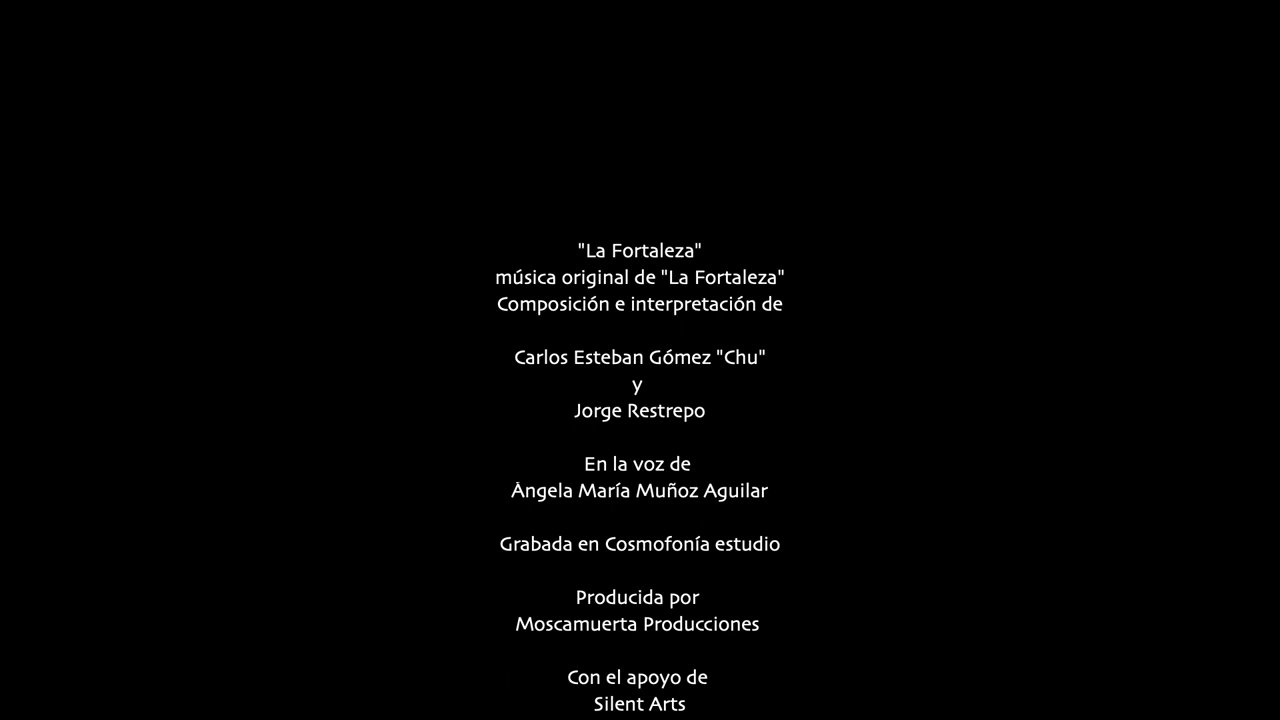 "La Fortaleza"
música original de "La Fortaleza"
Composición e interpretación de
Carlos Esteban Gómez "Chu"
y
Jorge Restrepo
En la voz de
Ángela María Muñoz Aguilar
Grabada en Cosmofonía estudio
Producida por
Moscamuerta Producciones
Con el apoyo de
Silent Arts